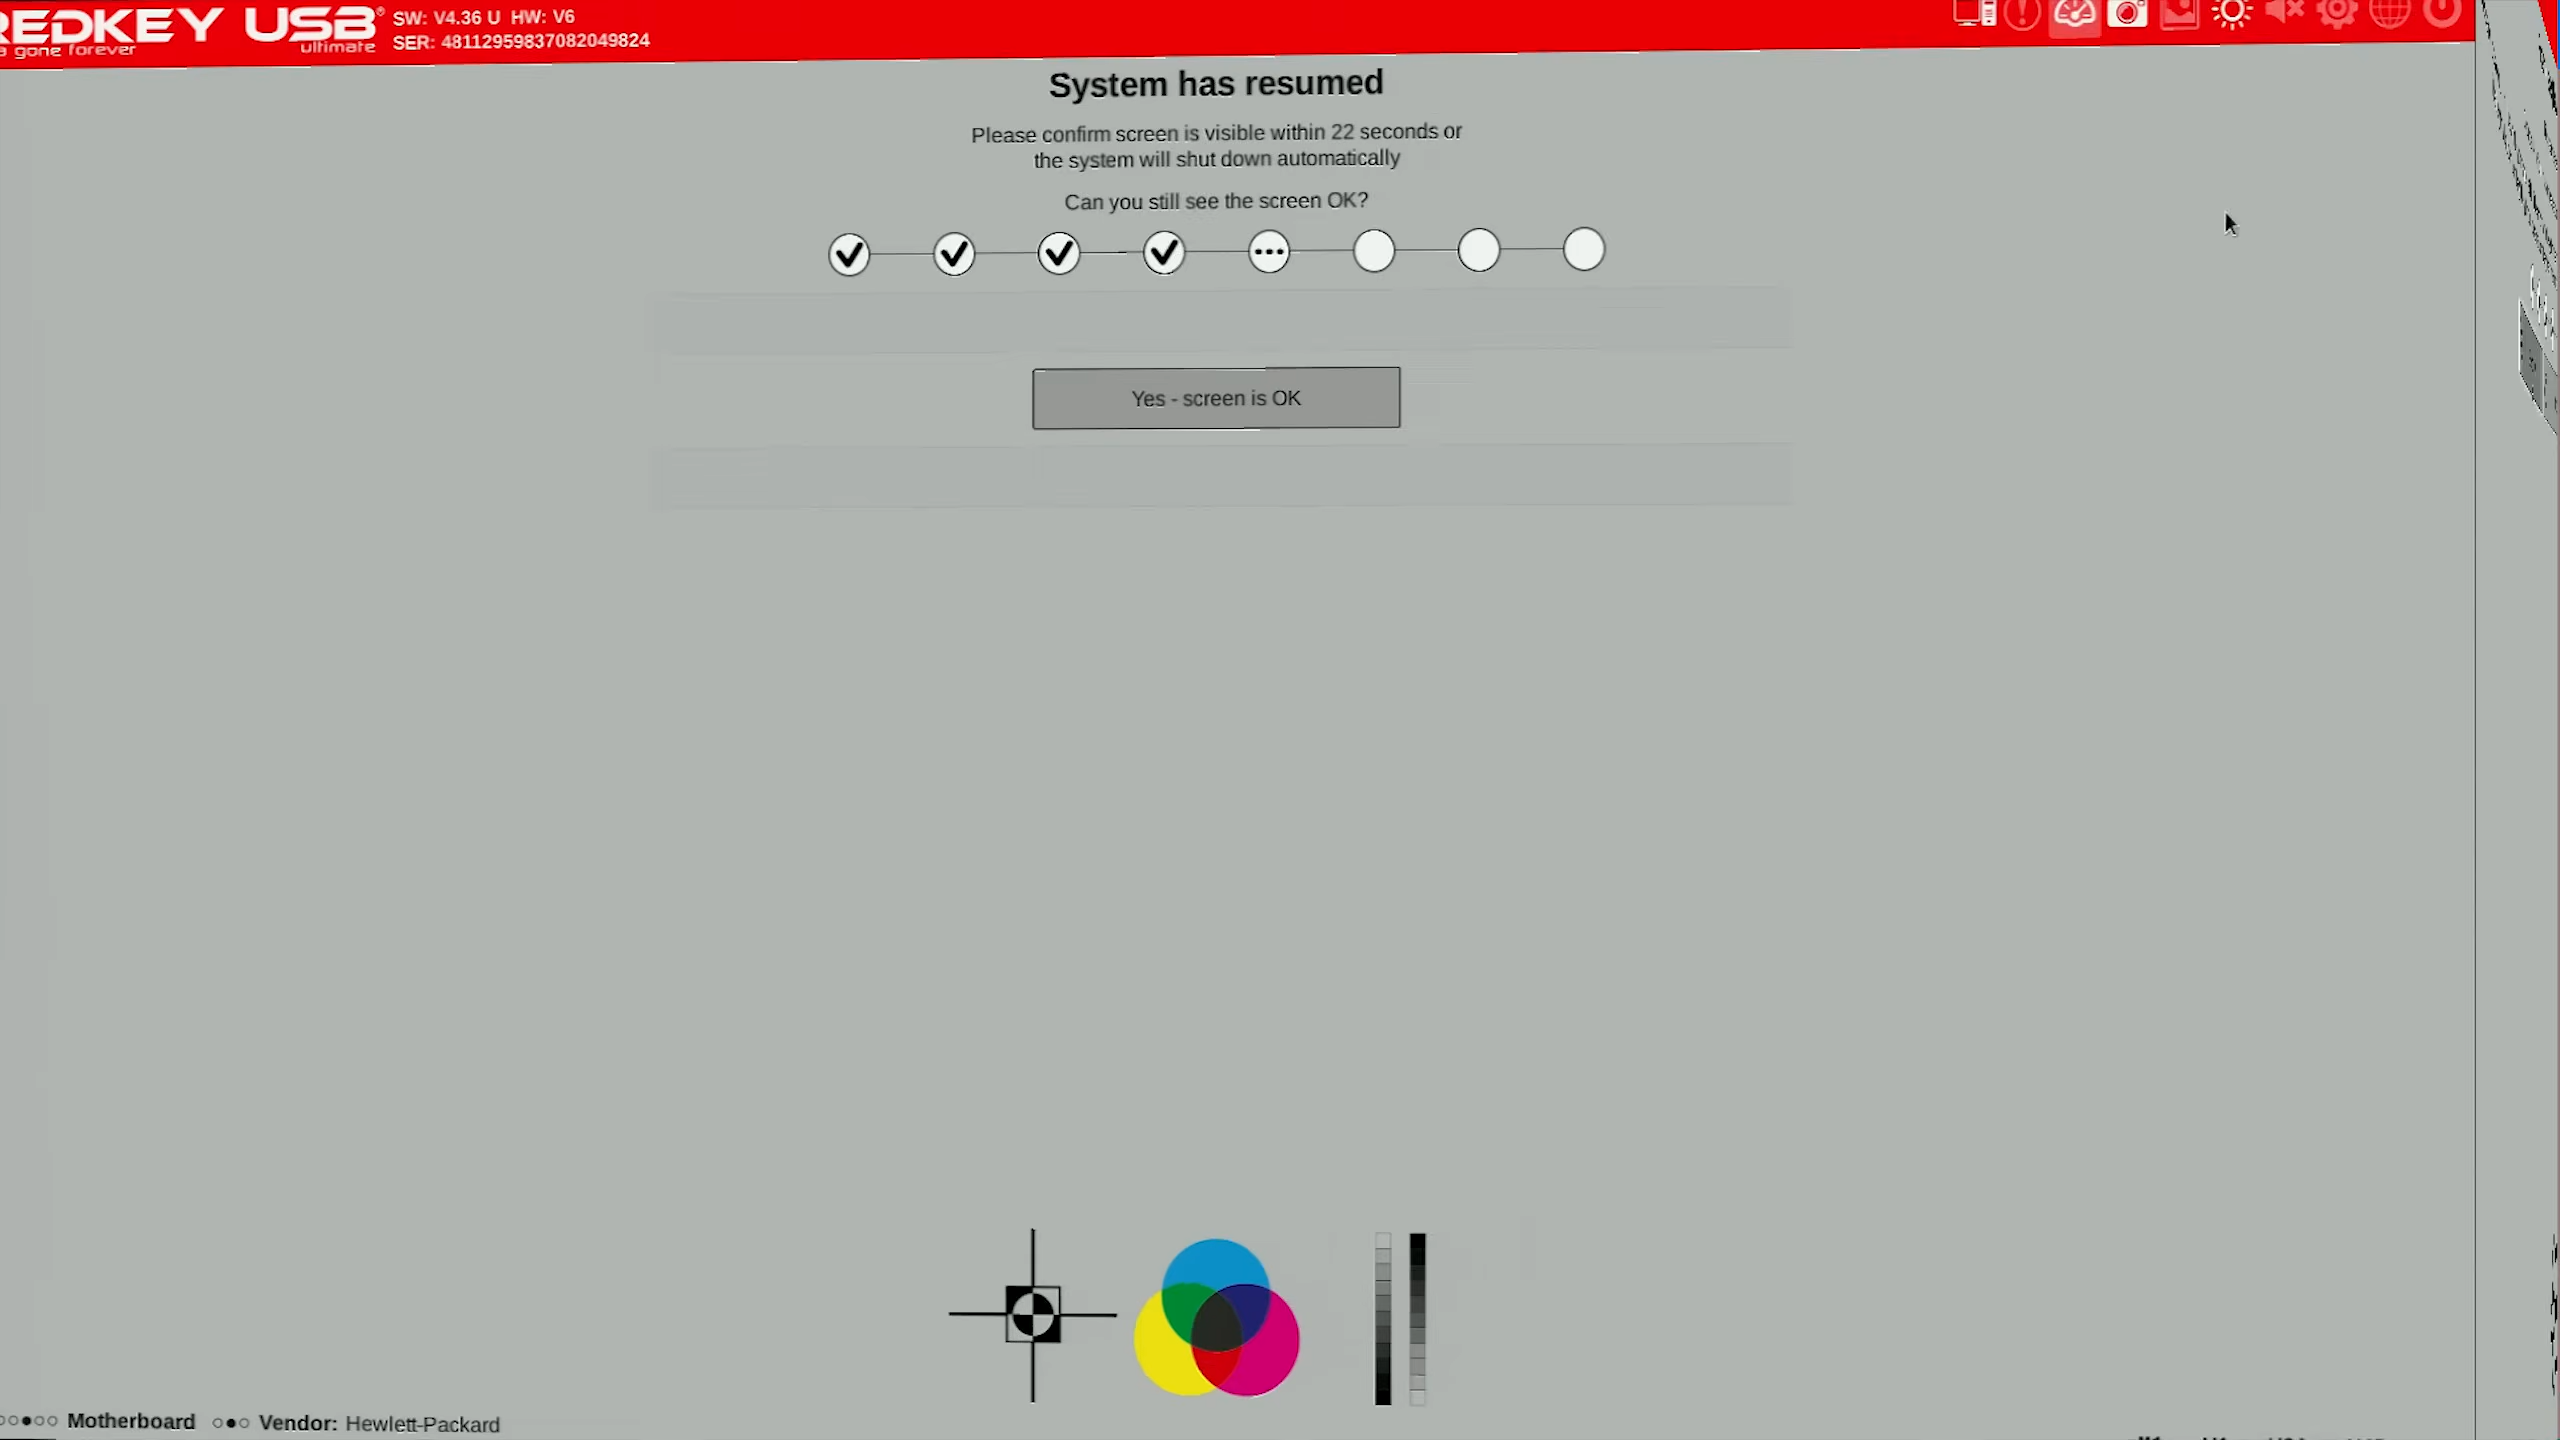 REDKEY USB®
ultimate
a gone forever
SW: V4.36 U HW: V6
SER: 48112959837082049824
System has resumed
Please confirm screen is visible within 22 seconds or
the system will shut down automatically
Can you still see the screen OK?
Yes - screen is OK
Motherboard Vendor: Hewlett-Packard